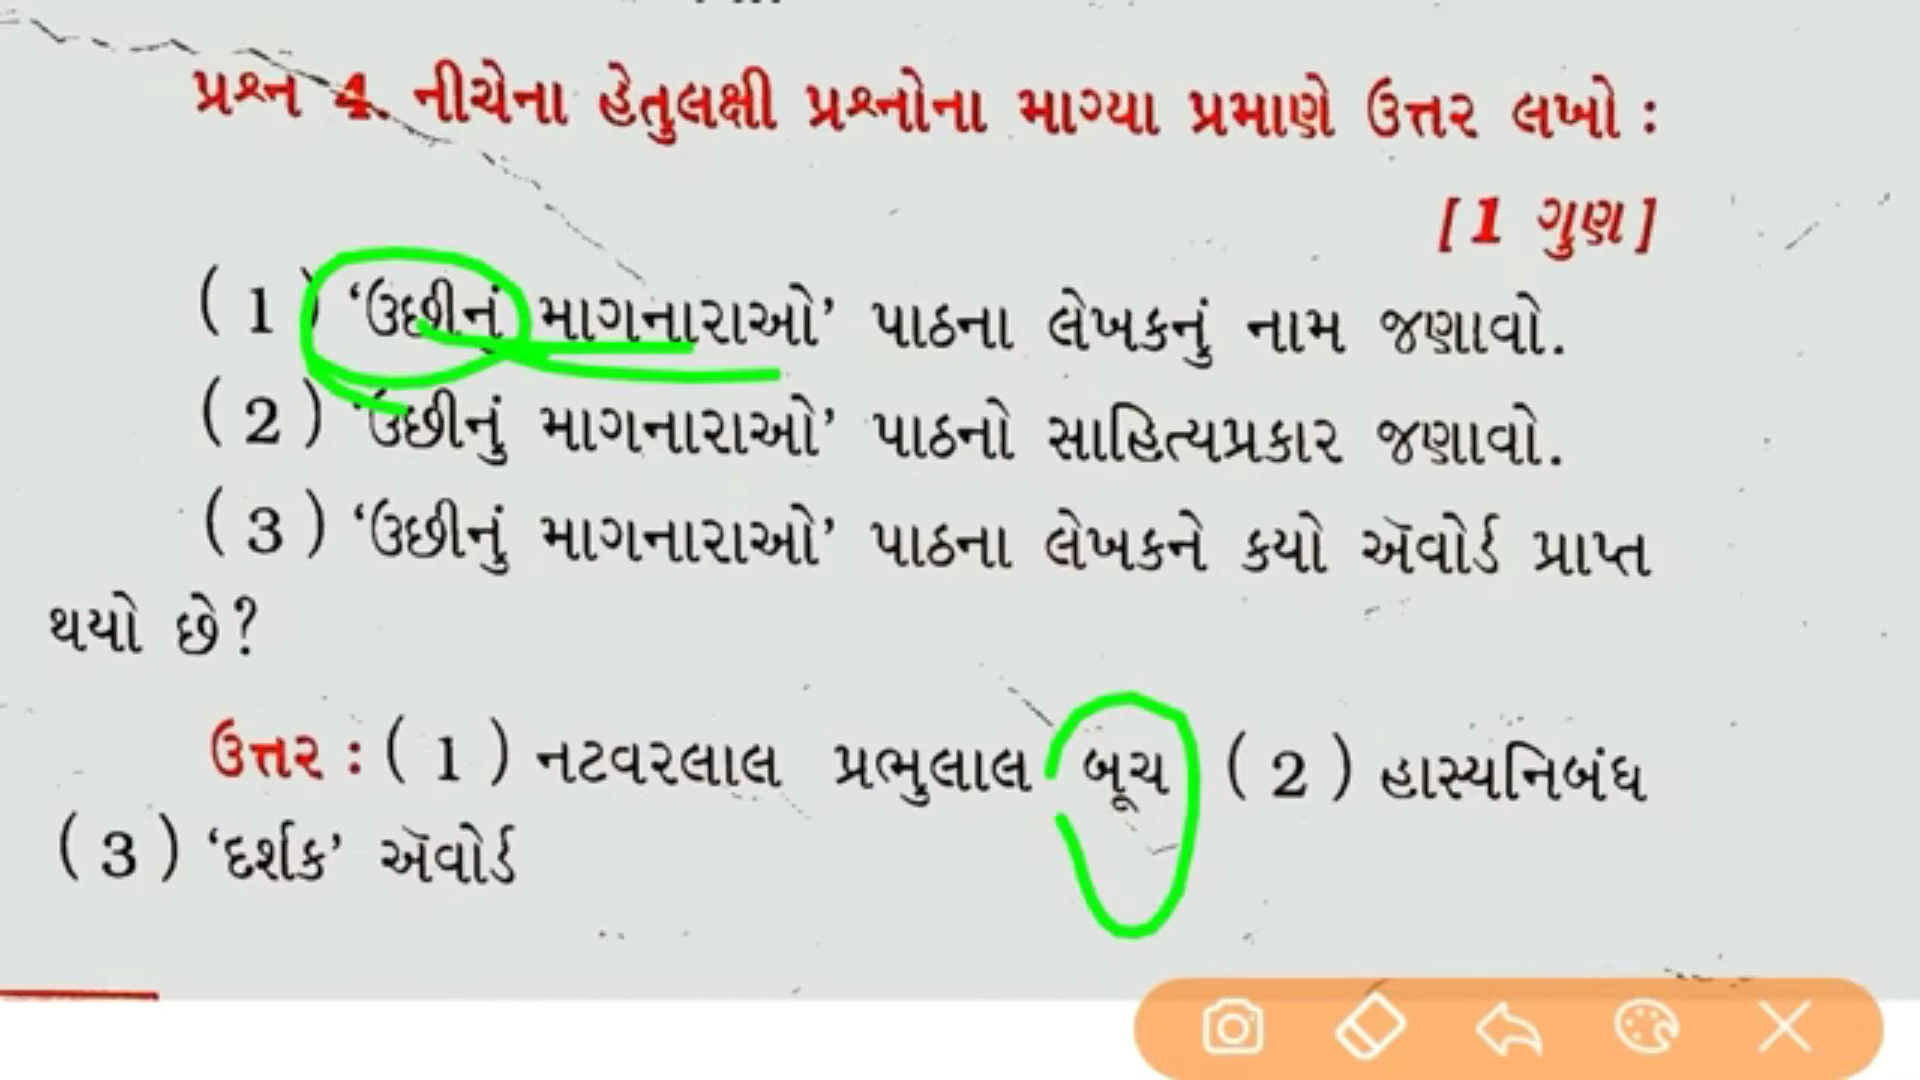 પ્રશ્ન 4. નીચેના હેતુલક્ષી પ્રશ્નોના માગ્યા પ્રમાણે ઉત્તર લખો :
[1 ગુણ]
(1) ‘ઉછીનું માગનારાઓ’ પાઠના લેખકનું નામ જણાવો.
(2) ‘ઉછીનું માગનારાઓ’ પાઠનો સાહિત્યપ્રકાર જણાવો.
(3) ‘ઉછીનું માગનારાઓ’ પાઠના લેખકને કયો ઍવોર્ડ પ્રાપ્ત
થયો છે?
ઉત્તર : (1) નટવરલાલ પ્રભુલાલ બૂચ (2) હાસ્યનિબંધ
(3) ‘દર્શક’ ઍવોર્ડ